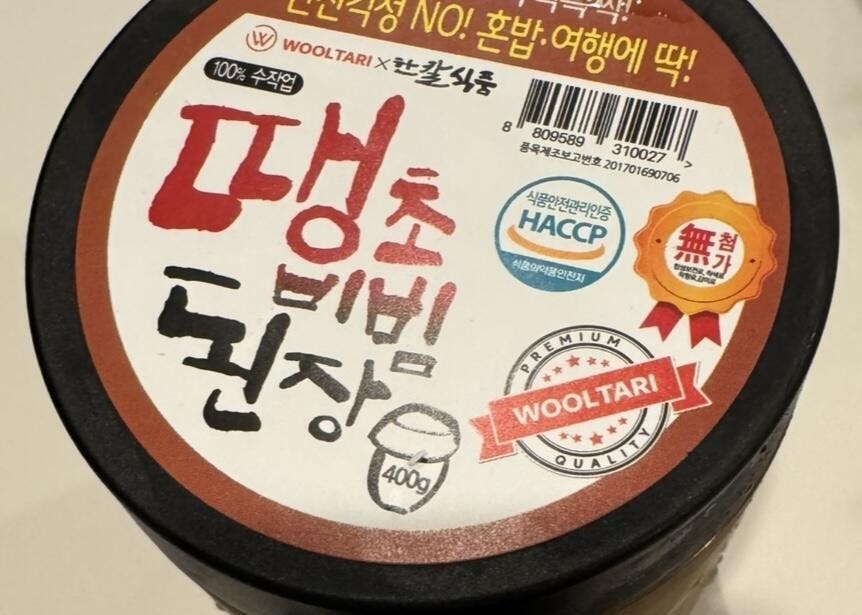 반찬걱정 NO! 혼밥·여행에 딱!
WOOLTARI × 한칼식품
100% 수작업
땡초
비빔
된장
400g
8 809589 310027 >
품목제조보고번호 201701690706
식품안전관리인증
HACCP
식품의약품안전처
無첨가
PREMIUM
WOOLTARI
QUALITY